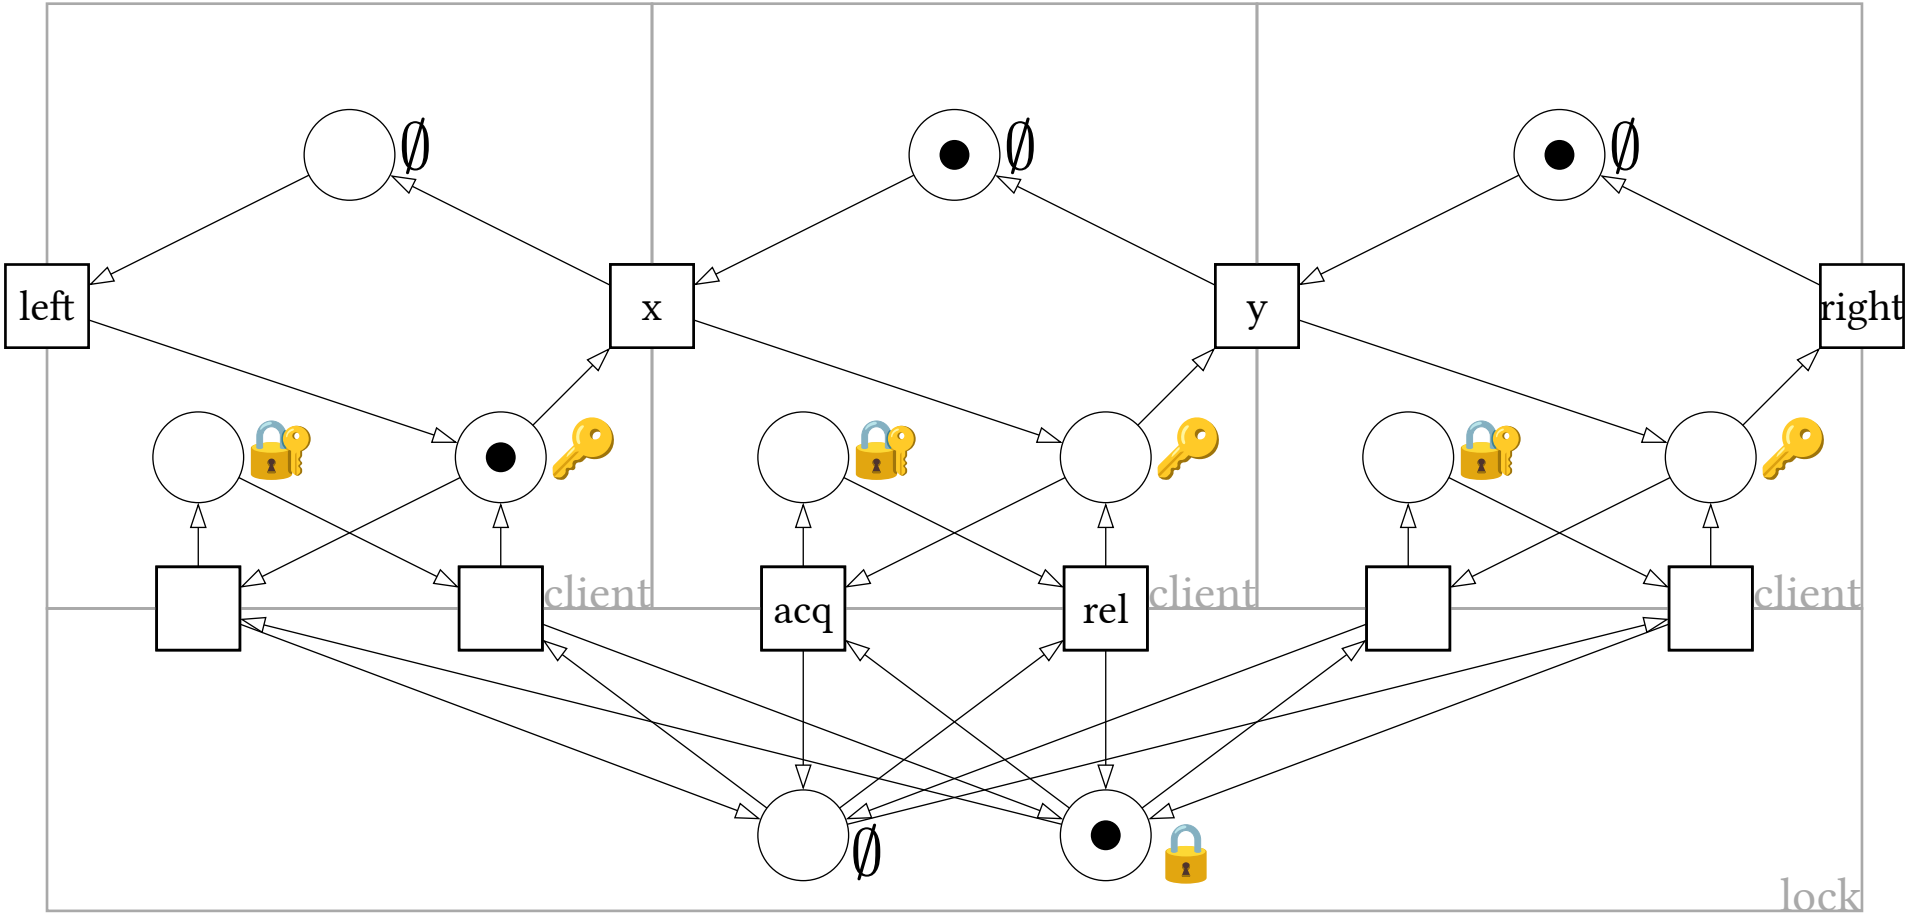 ∅ ∅ ∅
left x y right
🔐 🔑 🔐 🔑 🔐 🔑
client acq rel client client
∅ 🔒
lock